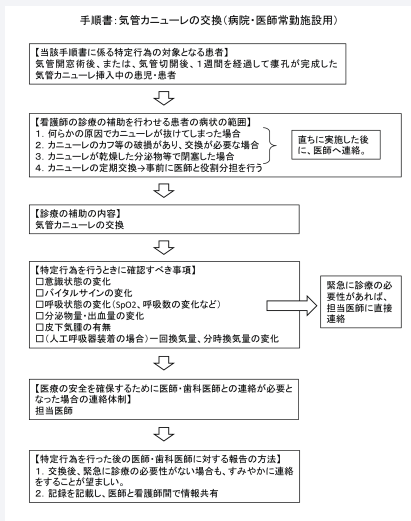 手順書：気管カニューレの交換（病院・医師常勤施設用）
【当該手順書に係る特定行為の対象となる患者】
気管開窓術後、または、気管切開後、１週間を経過して瘻孔が完成した
気管カニューレ挿入中の患児・患者
【看護師の診療の補助を行わせる患者の病状の範囲】
１．何らかの原因でカニューレが抜けてしまった場合
２．カニューレのカフ等の破損があり、交換が必要な場合
３．カニューレが乾燥した分泌物等で閉塞した場合
４．カニューレの定期交換→事前に医師と役割分担を行う
直ちに実施した後
に、医師へ連絡。
【診療の補助の内容】
気管カニューレの交換
【特定行為を行うときに確認すべき事項】
□意識状態の変化
□バイタルサインの変化
□呼吸状態の変化（SpO2、呼吸数の変化など）
□分泌物量・出血量の変化
□皮下気腫の有無
□（人工呼吸器装着の場合）一回換気量、分時換気量の変化
緊急に診療の必
要性があれば、
担当医師に直接
連絡
【医療の安全を確保するために医師・歯科医師との連絡が必要と
なった場合の連絡体制】
担当医師
【特定行為を行った後の医師・歯科医師に対する報告の方法】
１．交換後、緊急に診療の必要性がない場合も、すみやかに連絡
をすることが望ましい。
２．記録を記載し、医師と看護師間で情報共有